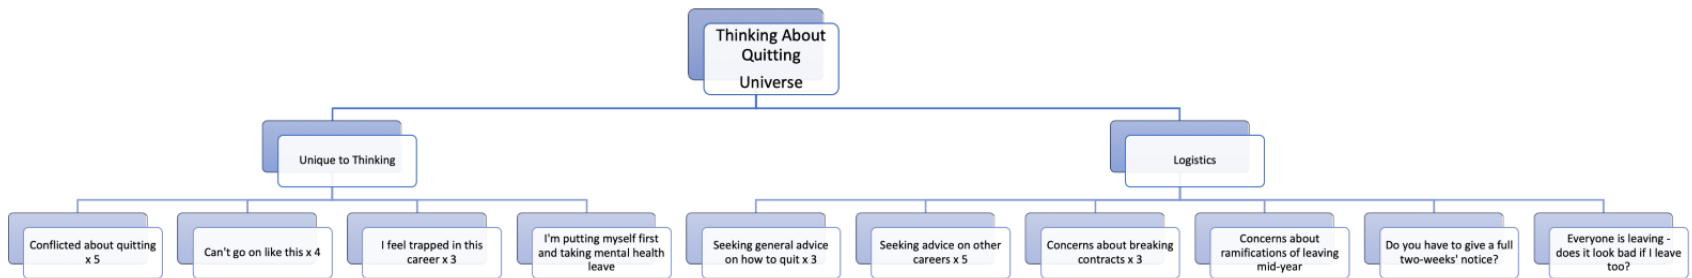 Thinking About
Quitting
Universe
Unique to Thinking
Logistics
Conflicted about quitting
x 5
Can't go on like this x 4
I feel trapped in this
career x 3
I'm putting myself first
and taking mental health
leave
Seeking general advice
on how to quit x 3
Seeking advice on other
careers x 5
Concerns about breaking
contracts x 3
Concerns about
ramifications of leaving
mid-year
Do you have to give a full
two-weeks' notice?
Everyone is leaving -
does it look bad if I leave
too?